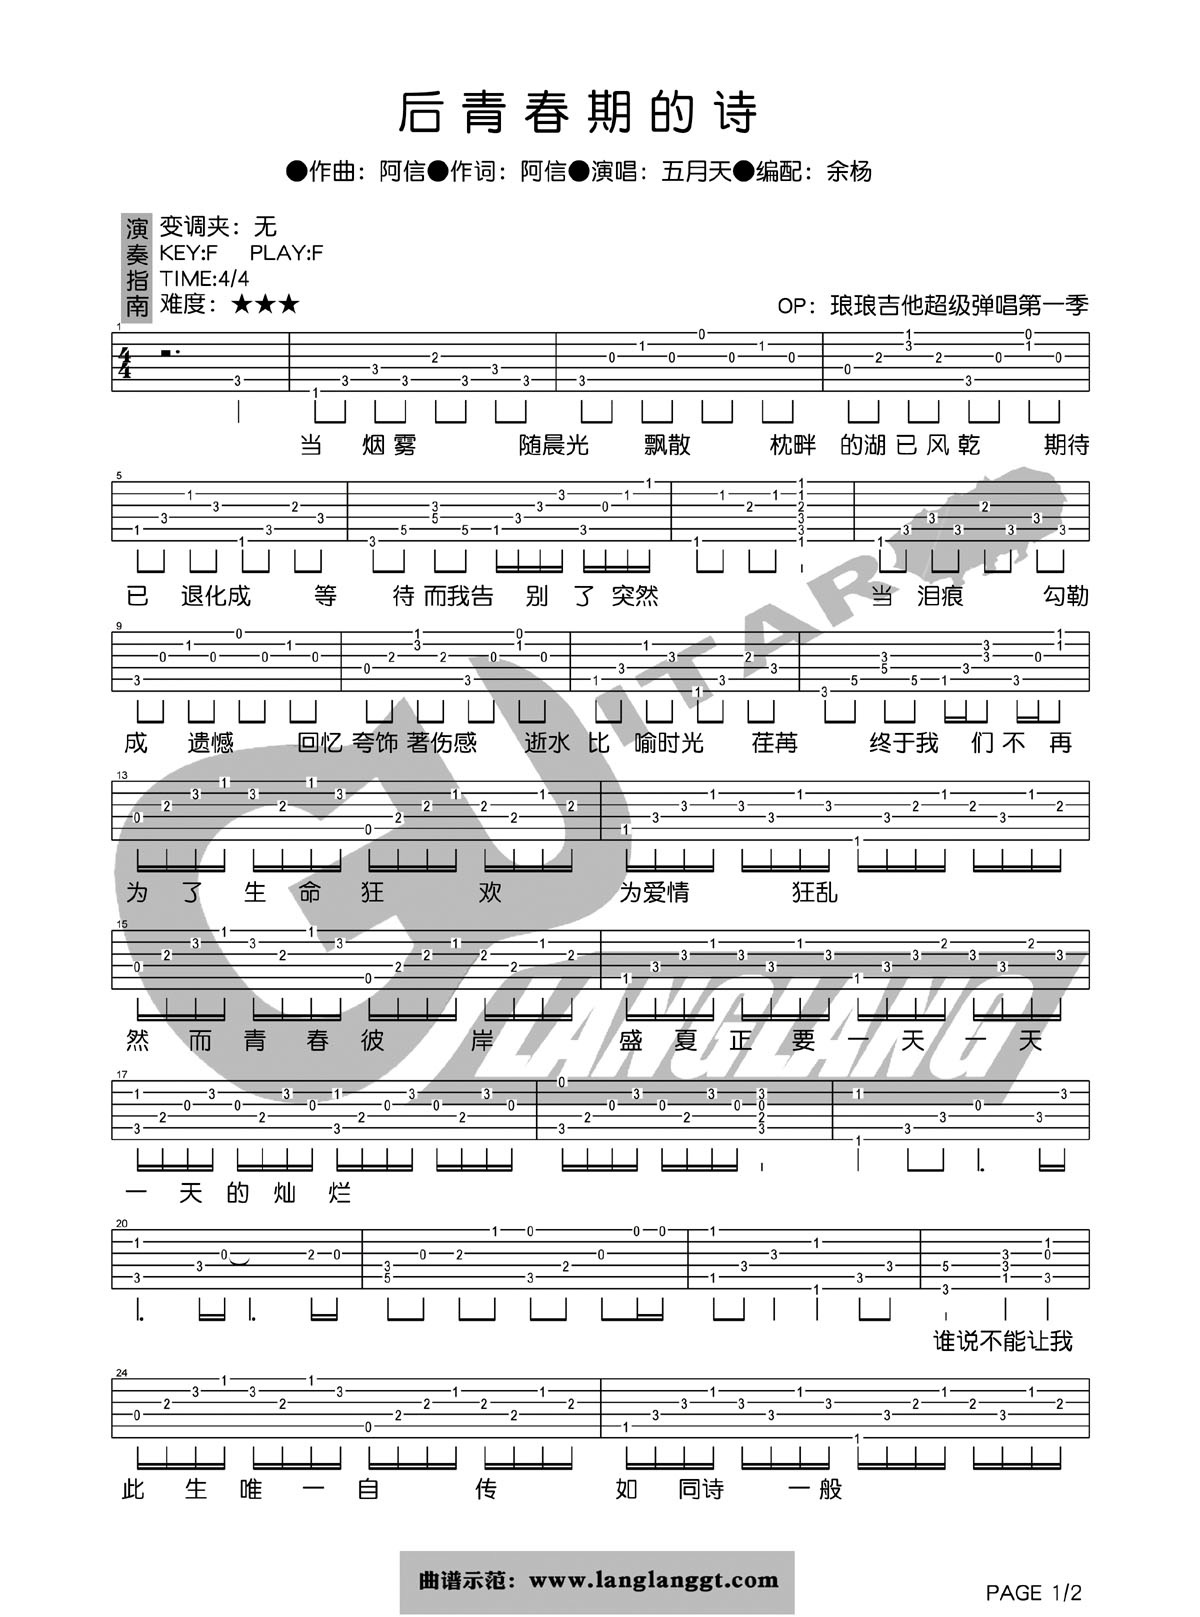 后青春期的诗
●作曲：阿信●作词：阿信●演唱：五月天●编配：余杨
演奏指南
变调夹：无
KEY:F PLAY:F
TIME:4/4
难度：★★★
OP：琅琅吉他超级弹唱第一季
当 烟 雾 随晨光 飘散 枕畔 的湖已风乾 期待
已 退化成 等 待而我告 别 了 突然 当 泪痕 勾勒
成 遗憾 回忆夸饰著伤感 逝水比 喻时光 荏苒 终于我 们不再
为 了 生 命 狂 欢 为爱情 狂乱
然 而 青 春 彼 岸 盛 夏 正 要 一 天 一 天
一 天 的 灿 烂
谁说不能让我
此 生 唯 一 自 传 如 同诗 一般
GUITAR
LANGLANG
曲谱示范：www.langlanggt.com
PAGE 1/2